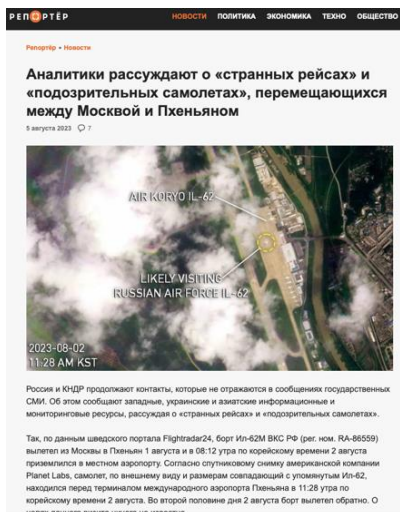 РЕПОРТЁР
НОВОСТИ ПОЛИТИКА ЭКОНОМИКА ТЕХНО ОБЩЕСТВО
Репортёр • Новости
Аналитики рассуждают о «странных рейсах» и
«подозрительных самолетах», перемещающихся
между Москвой и Пхеньяном
5 августа 2023 7
AIR KORYO IL-62
LIKELY VISITING
RUSSIAN AIR FORCE IL-62
2023-08-02
11:28 AM KST
Россия и КНДР продолжают контакты, которые не отражаются в сообщениях государственных
СМИ. Об этом сообщают западные, украинские и азиатские информационные и
мониторинговые ресурсы, рассуждая о «странных рейсах» и «подозрительных самолетах».
Так, по данным шведского портала Flightradar24, борт Ил-62М ВКС РФ (рег. ном. RA-86559)
вылетел из Москвы в Пхеньян 1 августа и в 08:12 утра по корейскому времени 2 августа
приземлился в местном аэропорту. Согласно спутниковому снимку американской компании
Planet Labs, самолет, по внешнему виду и размерам совпадающий с упомянутым Ил-62,
находился перед терминалом международного аэропорта Пхеньяна в 11:28 утра по
корейскому времени 2 августа. Во второй половине дня 2 августа борт вылетел обратно. О